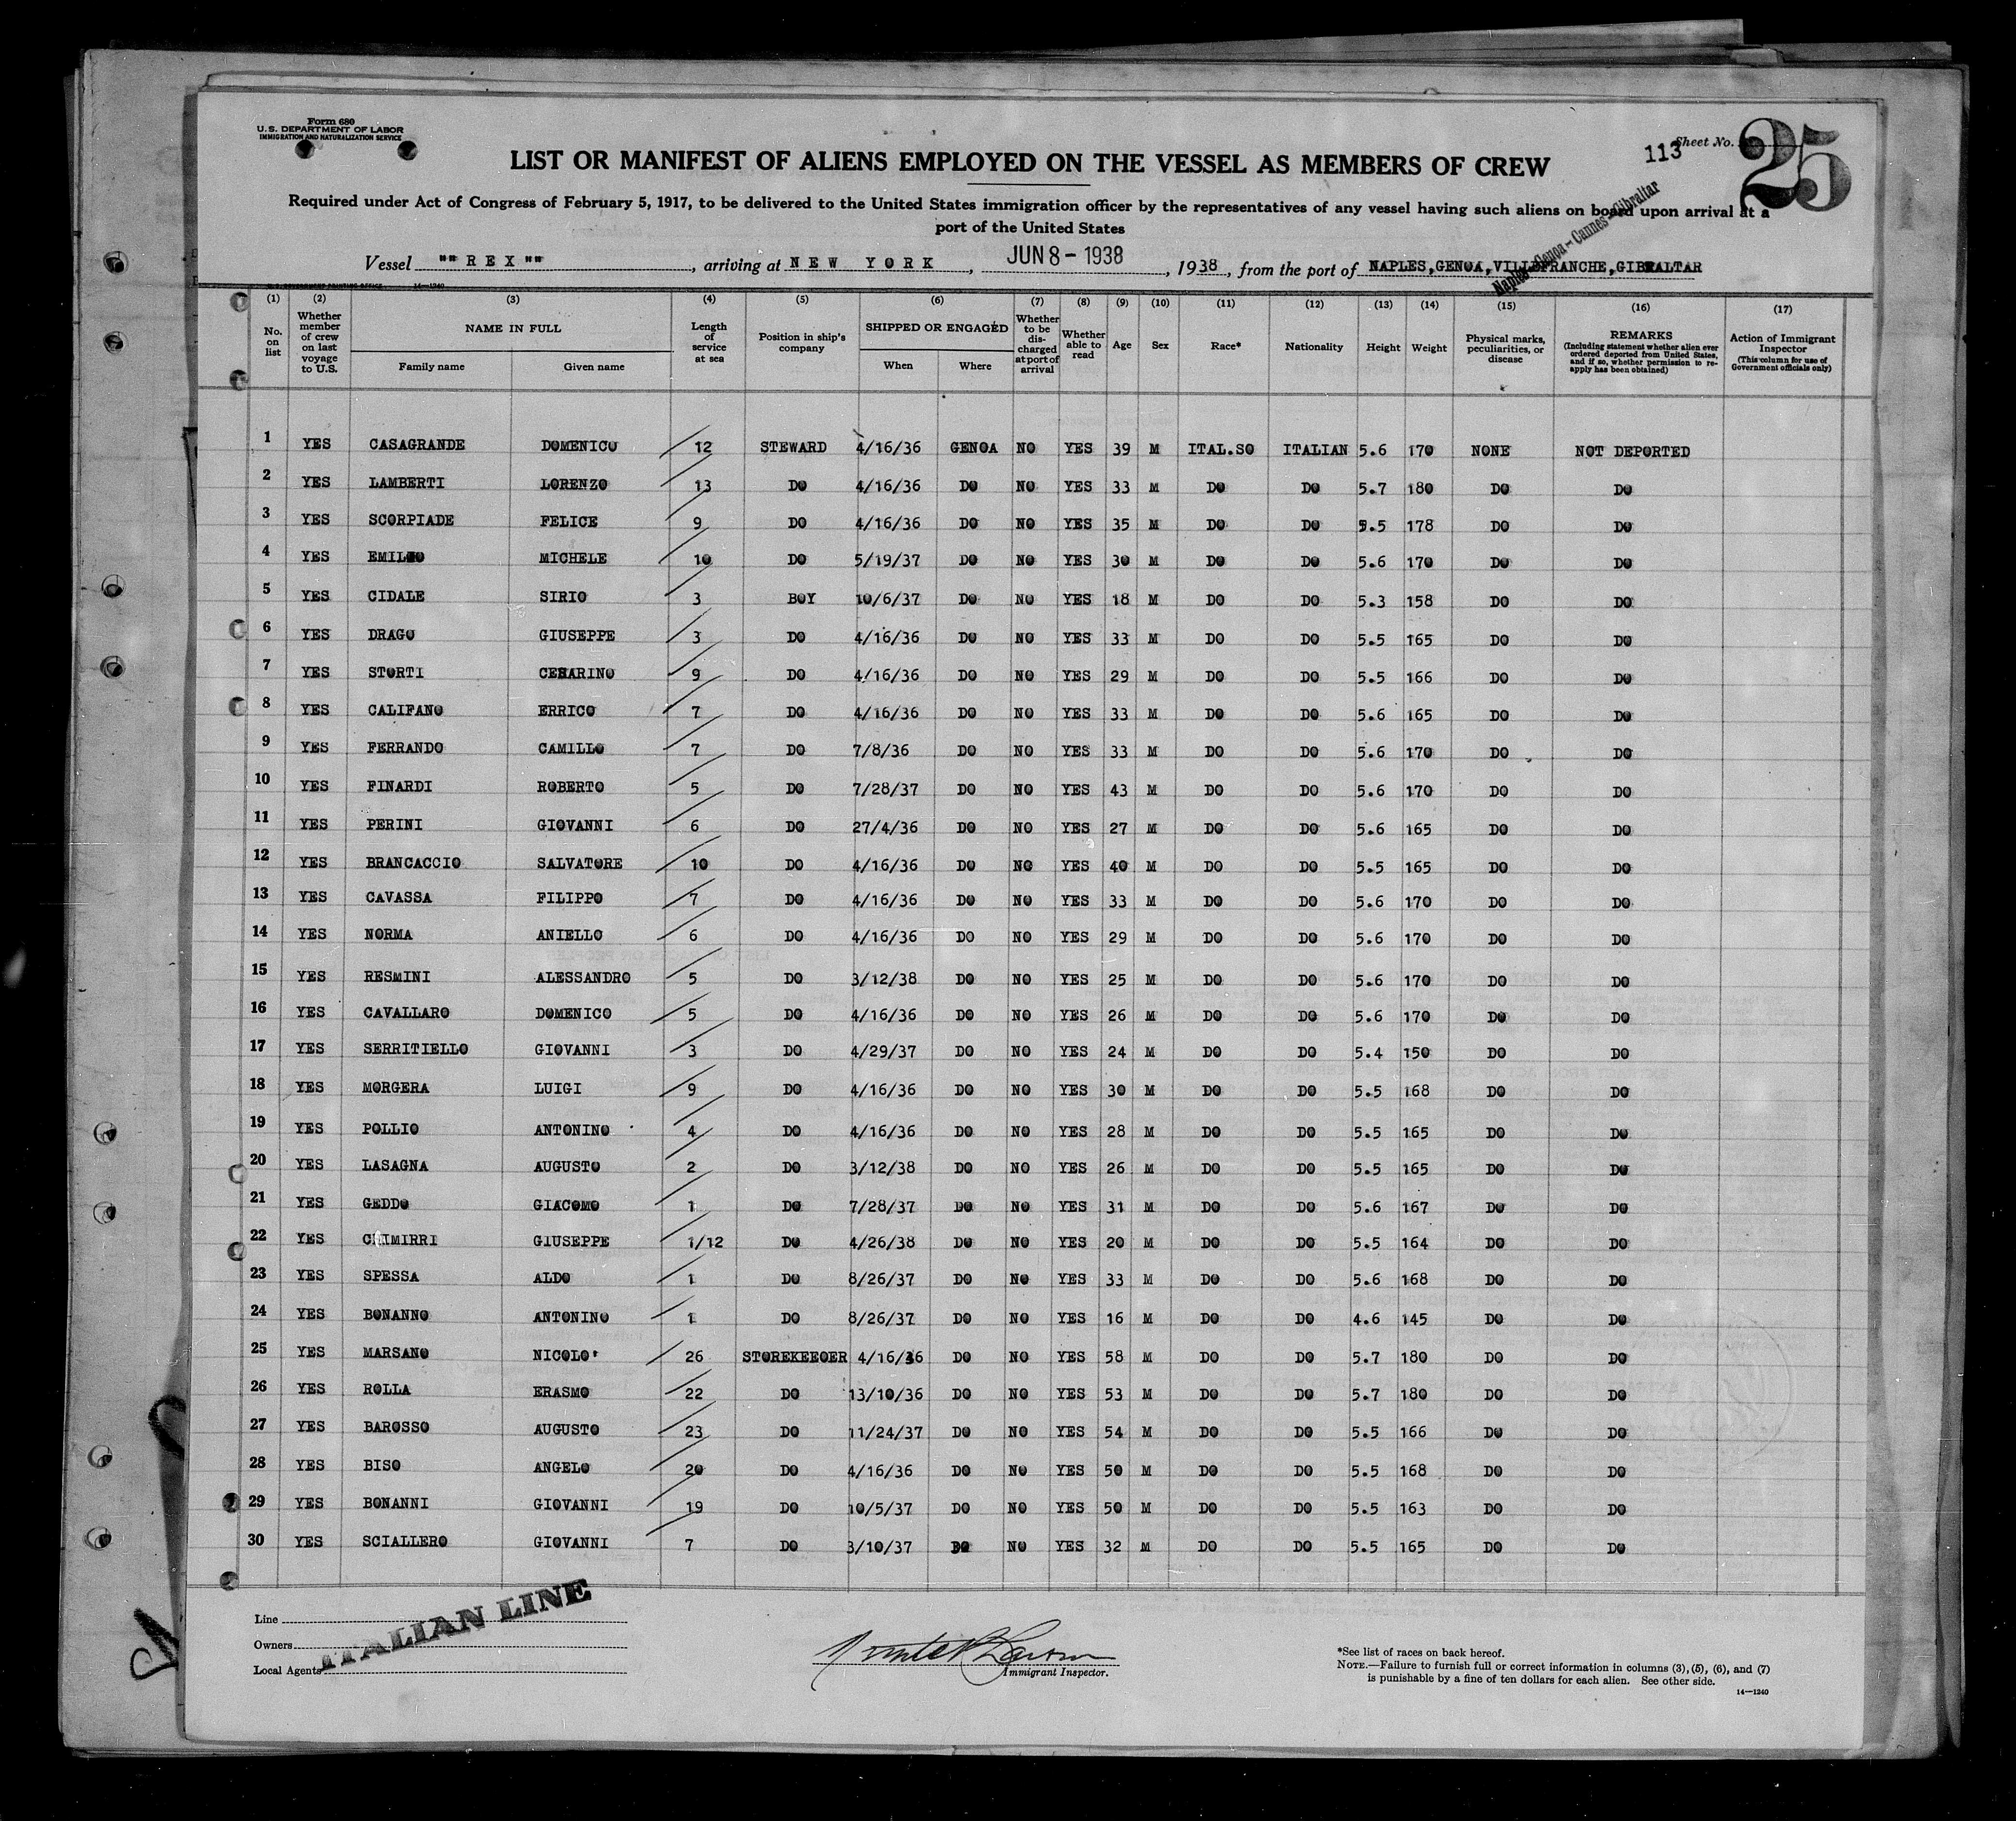 Form 680
U.S. DEPARTMENT OF LABOR
IMMIGRATION AND NATURALIZATION SERVICE
Sheet No.
113
25
LIST OR MANIFEST OF ALIENS EMPLOYED ON THE VESSEL AS MEMBERS OF CREW
Required under Act of Congress of February 5, 1917, to be delivered to the United States immigration officer by the representatives of any vessel having such aliens on board upon arrival at a
port of the United States
Naples - Genoa - Cannes - Gibraltar
Vessel "" R E X "" , arriving at N E W Y O R K , JUN 8 - 1938 , 1938 , from the port of NAPLES,GENOA,VILLEFRANCHE,GIBRALTAR
14—1240
(1) (2) (3) (4) (5) (6) (7) (8) (9) (10) (11) (12) (13) (14) (15) (16) (17)
No. on list
Whether member of crew on last voyage to U.S.
NAME IN FULL
Family name
Given name
Length of service at sea
Position in ship's company
SHIPPED OR ENGAGED
When
Where
Whether to be discharged at port of arrival
Whether able to read
Age
Sex
Race*
Nationality
Height
Weight
Physical marks, peculiarities, or disease
REMARKS
(Including statement whether alien ever ordered deported from United States, and if so, whether permission to re-apply has been obtained)
Action of Immigrant Inspector
(This column for use of Government officials only)
1 YES CASAGRANDE DOMENICO 12 STEWARD 4/16/36 GENOA NO YES 39 M ITAL.SO ITALIAN 5.6 170 NONE NOT DEPORTED
2 YES LAMBERTI LORENZO 13 DO 4/16/36 DO NO YES 33 M DO DO 5.7 180 DO DO
3 YES SCORPIADE FELICE 9 DO 4/16/36 DO NO YES 35 M DO DO 5.5 178 DO DO
4 YES EMILIO MICHELE 10 DO 5/19/37 DO NO YES 30 M DO DO 5.6 170 DO DO
5 YES CIDALE SIRIO 3 BOY 10/6/37 DO NO YES 18 M DO DO 5.3 158 DO DO
6 YES DRAGO GIUSEPPE 3 DO 4/16/36 DO NO YES 33 M DO DO 5.5 165 DO DO
7 YES STORTI CESARINO 9 DO 4/16/36 DO NO YES 29 M DO DO 5.5 166 DO DO
8 YES CALIFANO ERRICO 7 DO 4/16/36 DO NO YES 33 M DO DO 5.6 165 DO DO
9 YES FERRANDO CAMILLO 7 DO 7/8/36 DO NO YES 33 M DO DO 5.6 170 DO DO
10 YES FINARDI ROBERTO 5 DO 7/28/37 DO NO YES 43 M DO DO 5.6 170 DO DO
11 YES PERINI GIOVANNI 6 DO 27/4/36 DO NO YES 27 M DO DO 5.6 165 DO DO
12 YES BRANCACCIO SALVATORE 10 DO 4/16/36 DO NO YES 40 M DO DO 5.5 165 DO DO
13 YES CAVASSA FILIPPO 7 DO 4/16/36 DO NO YES 33 M DO DO 5.6 170 DO DO
14 YES NORMA ANIELLO 6 DO 4/16/36 DO NO YES 29 M DO DO 5.6 170 DO DO
15 YES RESMINI ALESSANDRO 5 DO 3/12/38 DO NO YES 25 M DO DO 5.6 170 DO DO
16 YES CAVALLARO DOMENICO 5 DO 4/16/36 DO NO YES 26 M DO DO 5.6 170 DO DO
17 YES SERRITIELLO GIOVANNI 3 DO 4/29/37 DO NO YES 24 M DO DO 5.4 150 DO DO
18 YES MORGERA LUIGI 9 DO 4/16/36 DO NO YES 30 M DO DO 5.5 168 DO DO
19 YES POLLIO ANTONINO 4 DO 4/16/36 DO NO YES 28 M DO DO 5.5 165 DO DO
20 YES LASAGNA AUGUSTO 2 DO 3/12/38 DO NO YES 26 M DO DO 5.5 165 DO DO
21 YES GEDDO GIACOMO 1 DO 7/28/37 DO NO YES 31 M DO DO 5.6 167 DO DO
22 YES CHIMIRRI GIUSEPPE 1/12 DO 4/26/38 DO NO YES 20 M DO DO 5.5 164 DO DO
23 YES SPESSA ALDO 1 DO 8/26/37 DO NO YES 33 M DO DO 5.6 168 DO DO
24 YES BONANNO ANTONINO 1 DO 8/26/37 DO NO YES 16 M DO DO 4.6 145 DO DO
25 YES MARSANO NICOLO' 26 STOREKEEOER 4/16/36 DO NO YES 58 M DO DO 5.7 180 DO DO
26 YES ROLLA ERASMO 22 DO 13/10/36 DO NO YES 53 M DO DO 5.7 180 DO DO
27 YES BAROSSO AUGUSTO 23 DO 11/24/37 DO NO YES 54 M DO DO 5.5 166 DO DO
28 YES BISO ANGELO 20 DO 4/16/36 DO NO YES 50 M DO DO 5.5 168 DO DO
29 YES BONANNI GIOVANNI 19 DO 10/5/37 DO NO YES 50 M DO DO 5.5 163 DO DO
30 YES SCIALLERO GIOVANNI 7 DO 3/10/37 DO NO YES 32 M DO DO 5.5 165 DO DO
Line
Owners
Local Agents
ITALIAN LINE
Immigrant Inspector.
*See list of races on back hereof.
NOTE.—Failure to furnish full or correct information in columns (3), (5), (6), and (7)
is punishable by a fine of ten dollars for each alien. See other side.
14—1240